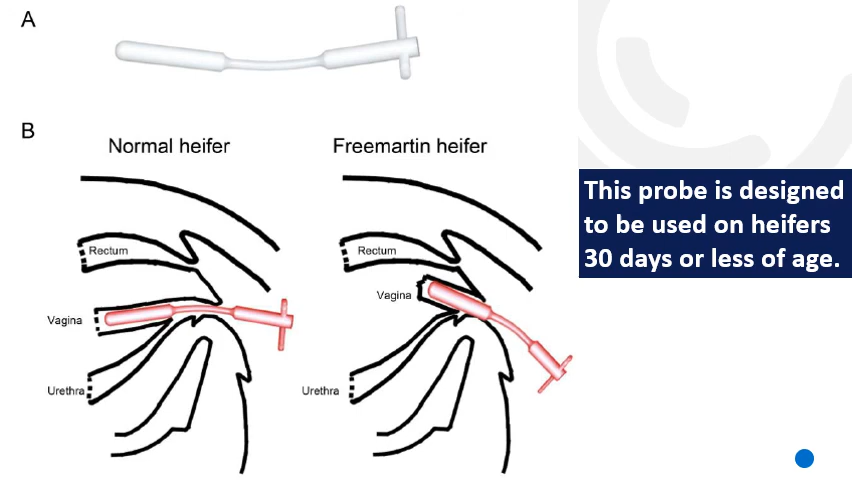 A
B
Normal heifer
Freemartin heifer
Rectum
Vagina
Urethra
Rectum
Vagina
Urethra
This probe is designed
to be used on heifers
30 days or less of age.